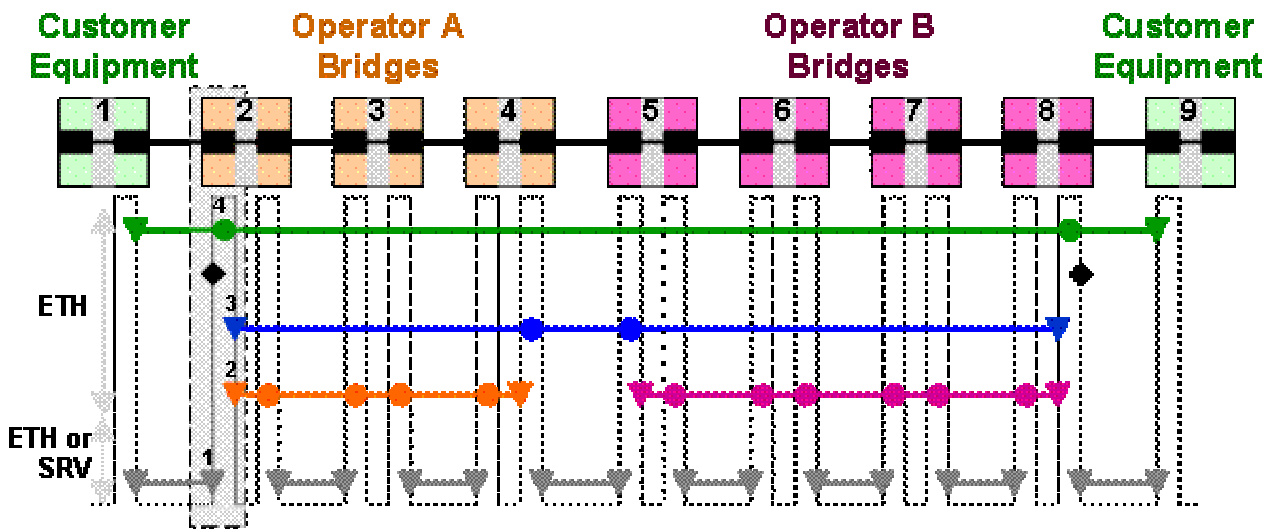 Customer Equipment
Operator A Bridges
Operator B Bridges
Customer Equipment
1 2 3 4 5 6 7 8 9
4
ETH
3
2
ETH or
SRV
1